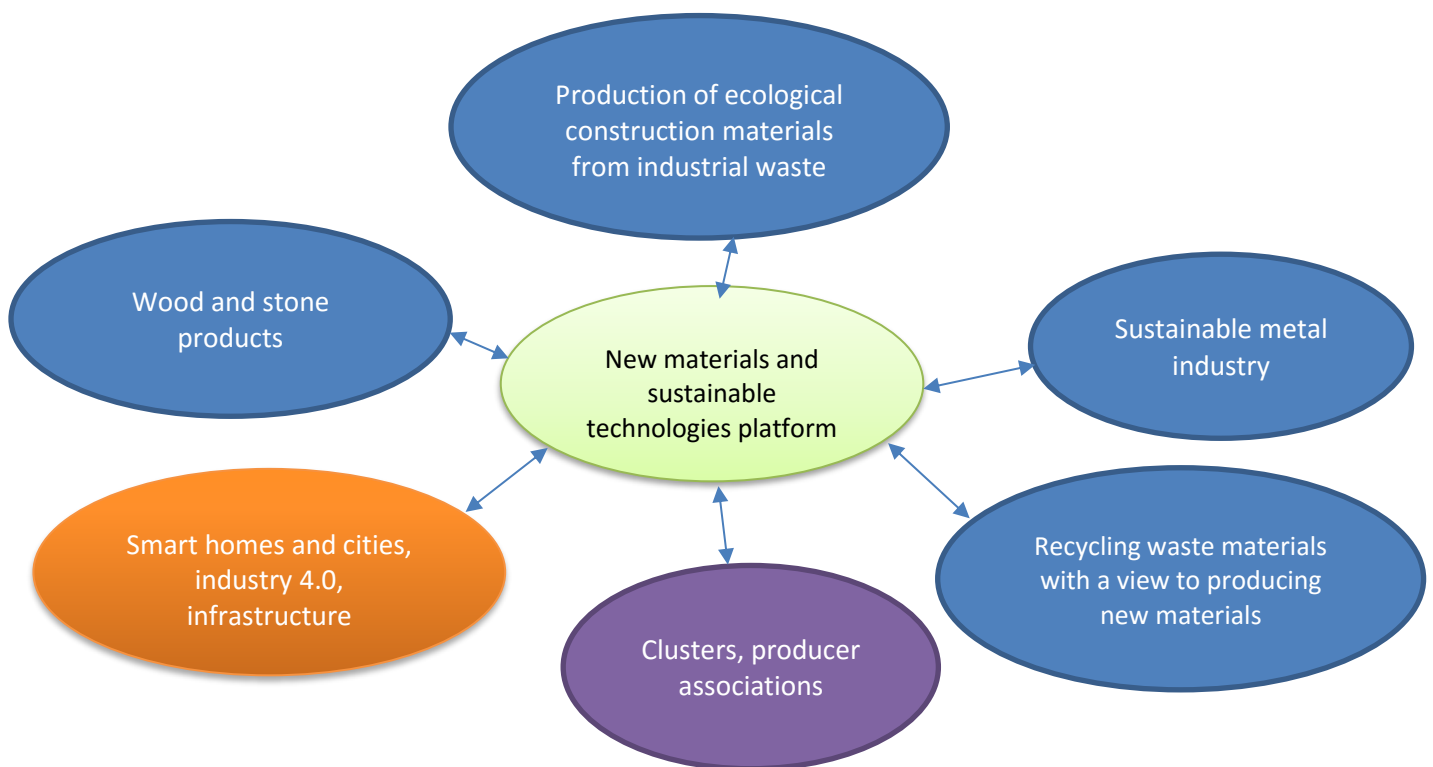 Production of ecological
construction materials
from industrial waste
Wood and stone
products
Sustainable metal
industry
New materials and
sustainable
technologies platform
Smart homes and cities,
industry 4.0,
infrastructure
Recycling waste materials
with a view to producing
new materials
Clusters, producer
associations